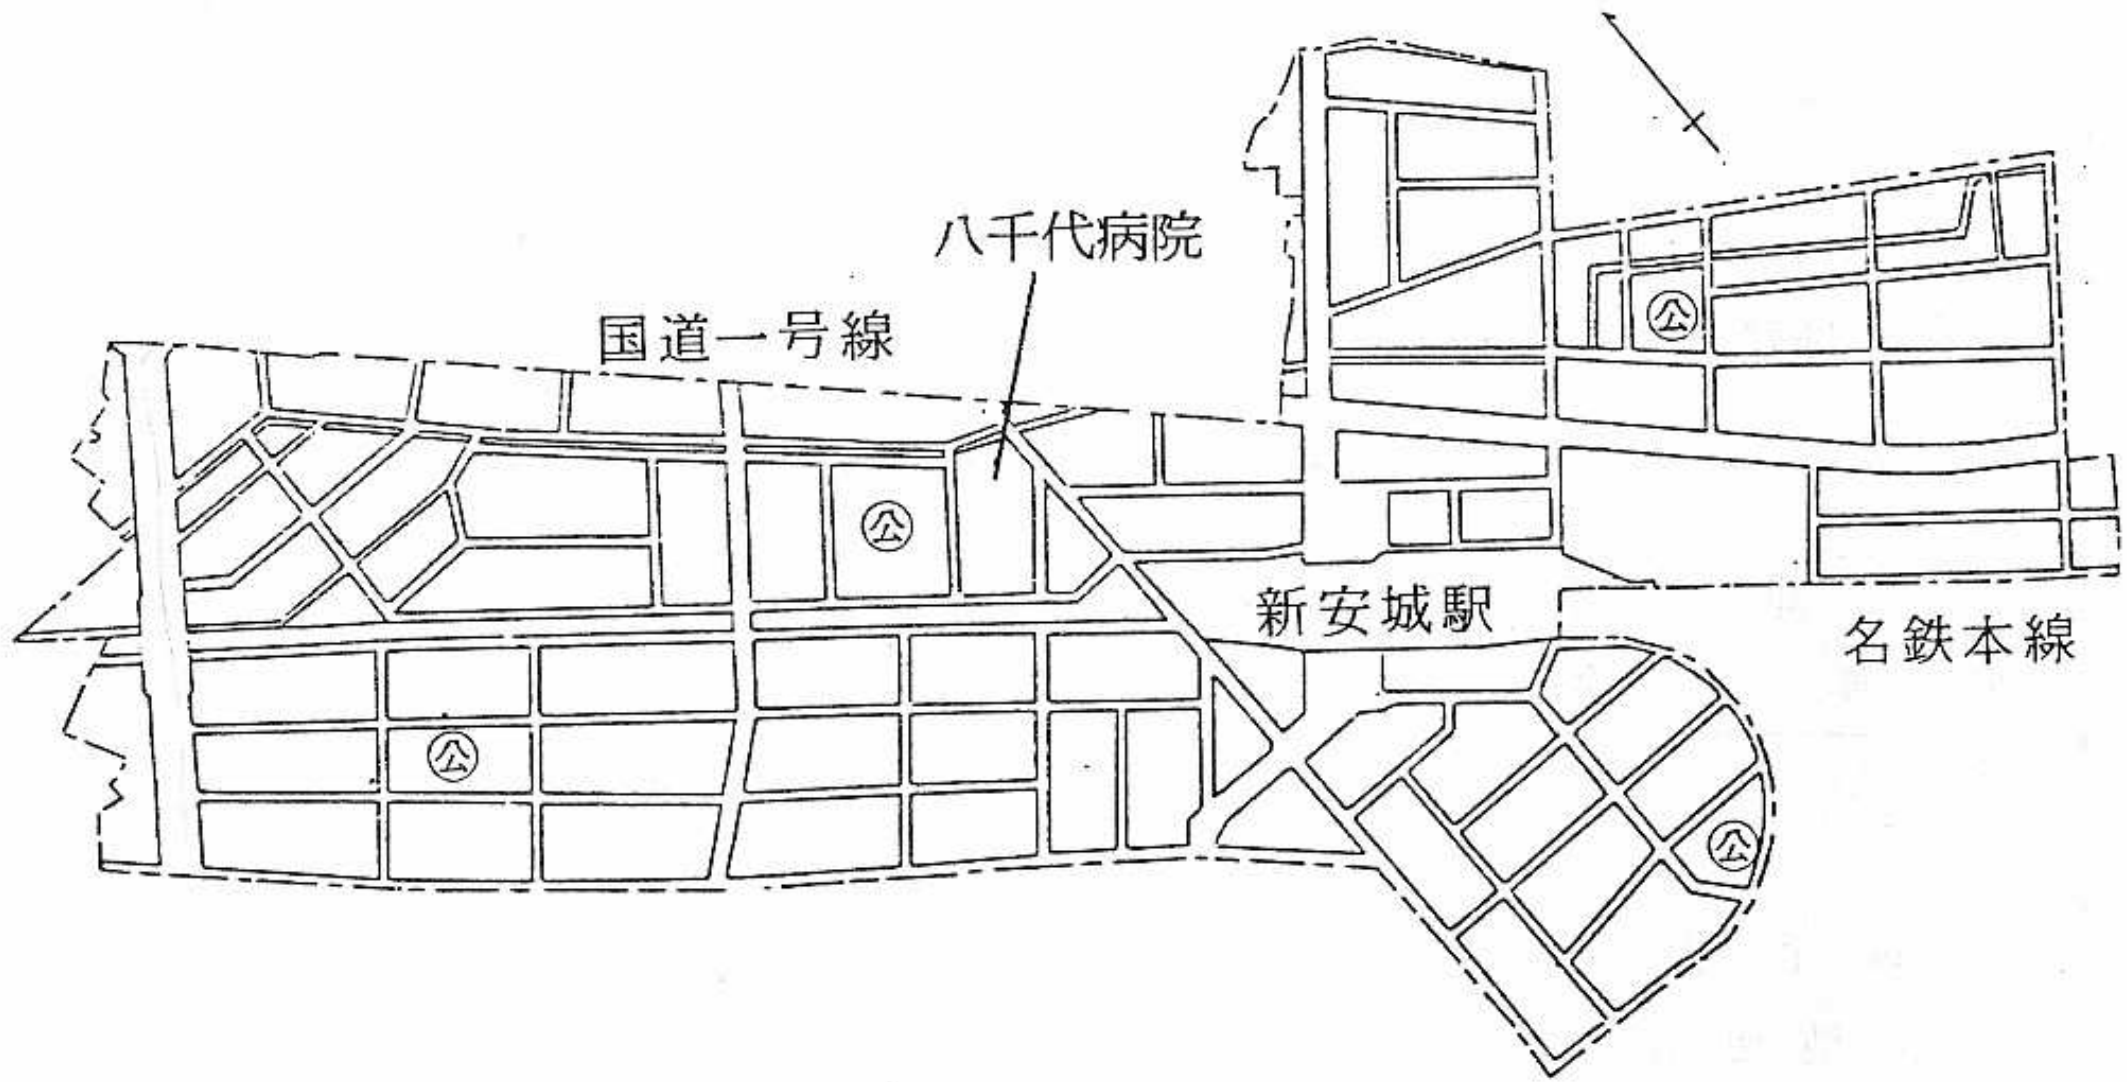 八千代病院
国道一号線
公
公
新安城駅
名鉄本線
公
公